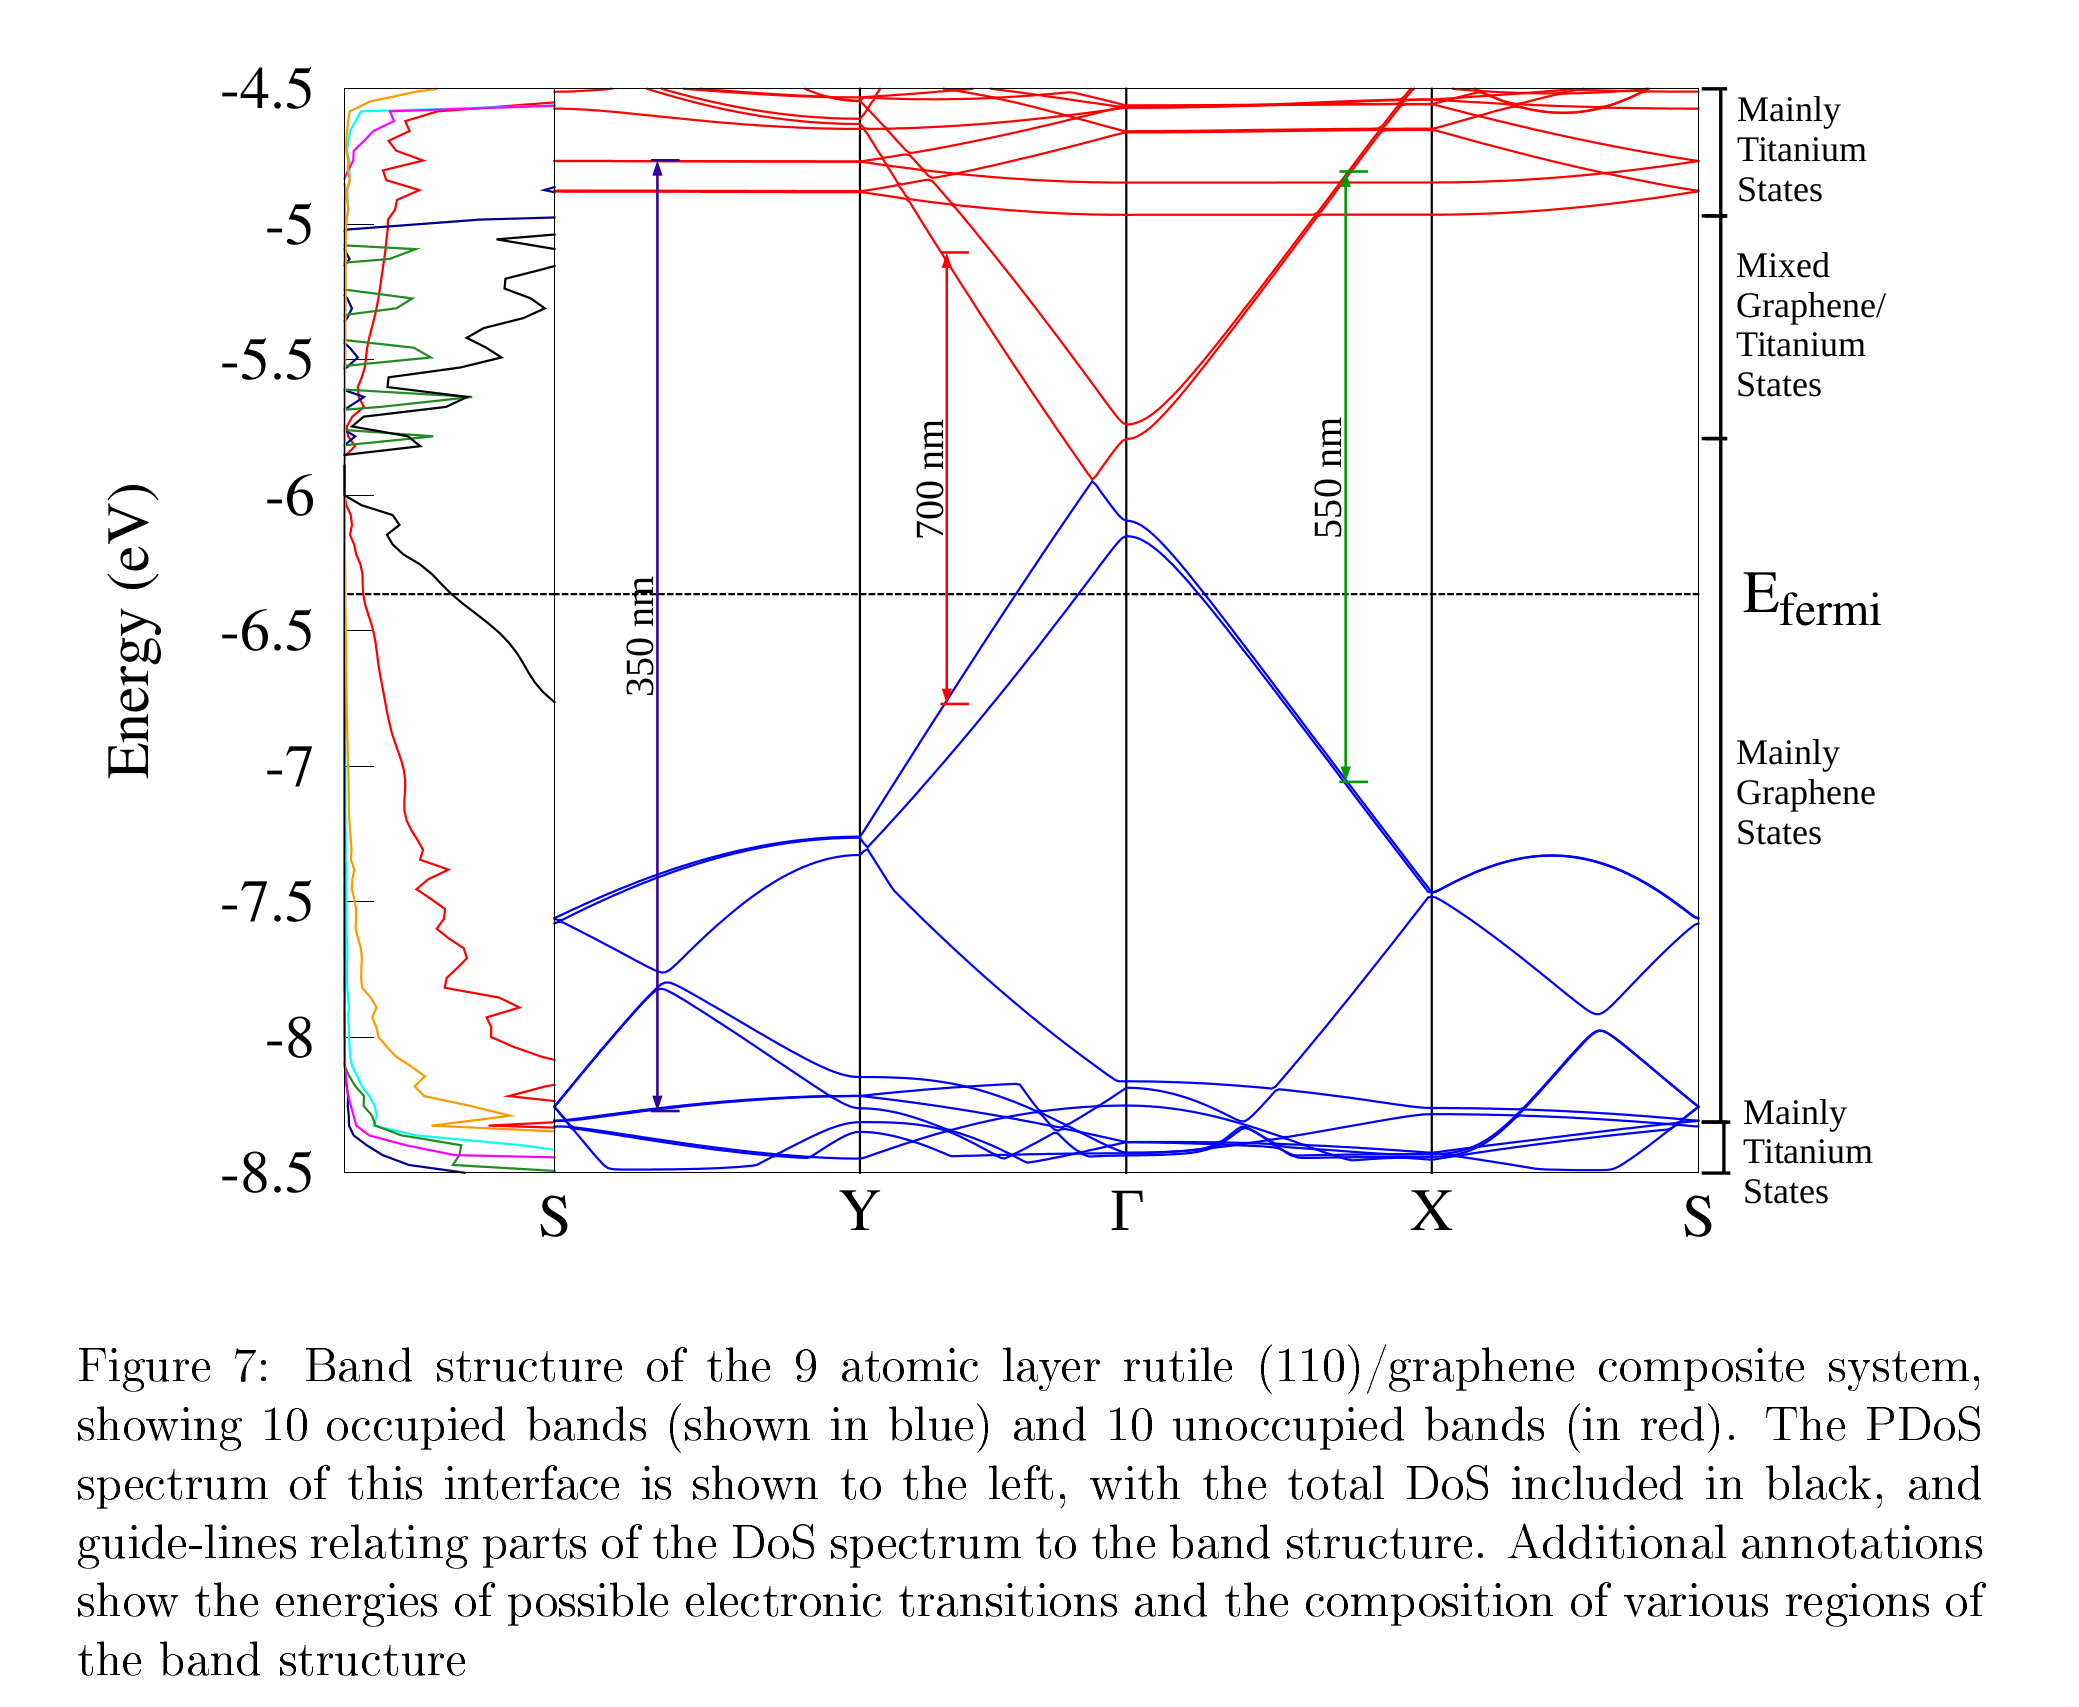 -4.5
-5
-5.5
-6
-6.5
-7
-7.5
-8
-8.5
Energy (eV)
S
Y
Γ
X
S
350 nm
700 nm
550 nm
Mainly
Titanium
States
Mixed
Graphene/
Titanium
States
Efermi
Mainly
Graphene
States
Mainly
Titanium
States
Figure 7: Band structure of the 9 atomic layer rutile (110)/graphene composite system,
showing 10 occupied bands (shown in blue) and 10 unoccupied bands (in red). The PDoS
spectrum of this interface is shown to the left, with the total DoS included in black, and
guide-lines relating parts of the DoS spectrum to the band structure. Additional annotations
show the energies of possible electronic transitions and the composition of various regions of
the band structure